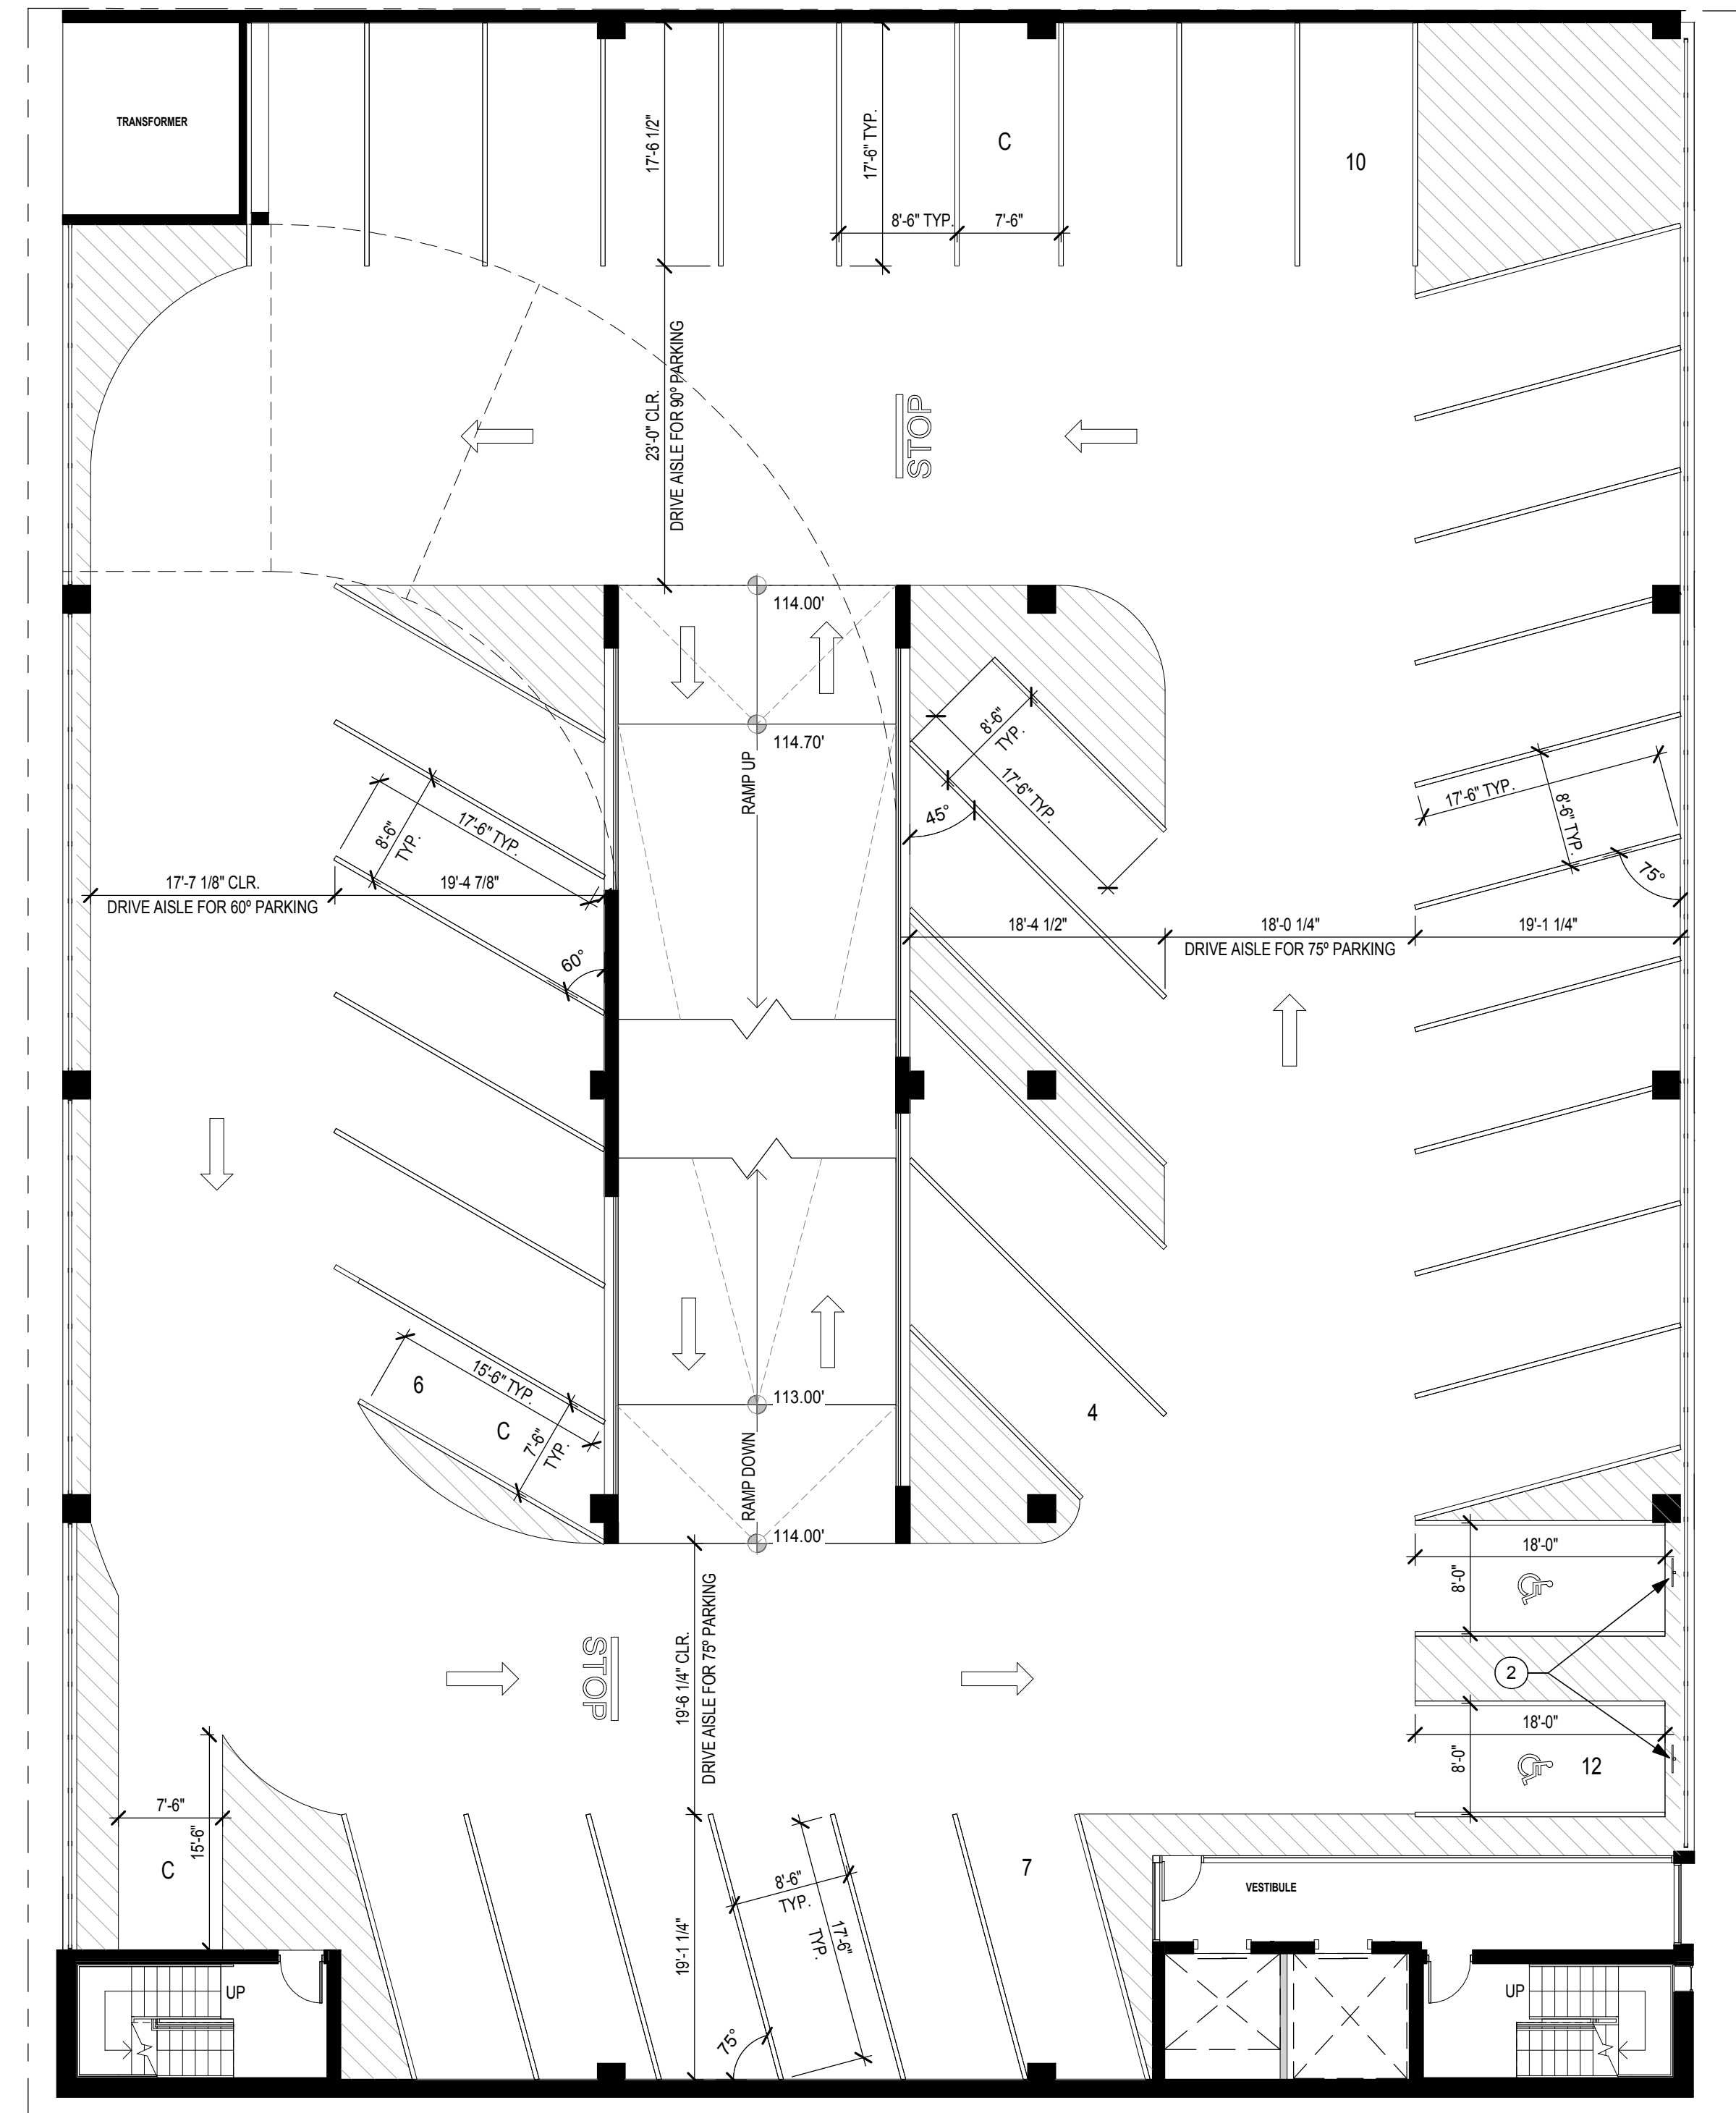 TRANSFORMER
17'-6 1/2"
17'-6" TYP.
C
10
8'-6" TYP.
7'-6"
23'-0" CLR.
DRIVE AISLE FOR 90º PARKING
STOP
114.00'
114.70'
RAMP UP
8'-6"
TYP.
17'-6" TYP.
45°
17'-6" TYP.
8'-6" TYP.
75°
8'-6"
TYP.
17'-6" TYP.
17'-7 1/8" CLR.
DRIVE AISLE FOR 60º PARKING
19'-4 7/8"
60°
18'-4 1/2"
18'-0 1/4"
DRIVE AISLE FOR 75º PARKING
19'-1 1/4"
15'-6" TYP.
6
C
7'-6"
TYP.
113.00'
RAMP DOWN
114.00'
4
18'-0"
8'-0"
2
18'-0"
8'-0"
12
STOP
19'-6 1/4" CLR.
DRIVE AISLE FOR 75º PARKING
7'-6"
15'-6"
C
19'-1 1/4"
8'-6"
TYP.
17'-6"
TYP.
75°
7
VESTIBULE
UP
UP